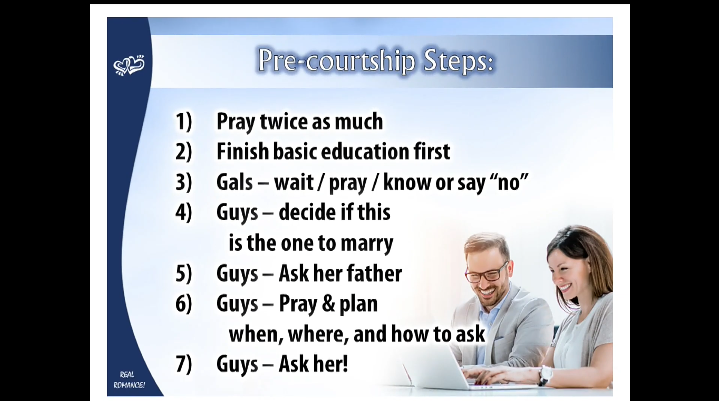 Pre-courtship Steps:
1) Pray twice as much
2) Finish basic education first
3) Gals – wait / pray / know or say “no”
4) Guys – decide if this
is the one to marry
5) Guys – Ask her father
6) Guys – Pray & plan
when, where, and how to ask
7) Guys – Ask her!
REAL
ROMANCE!